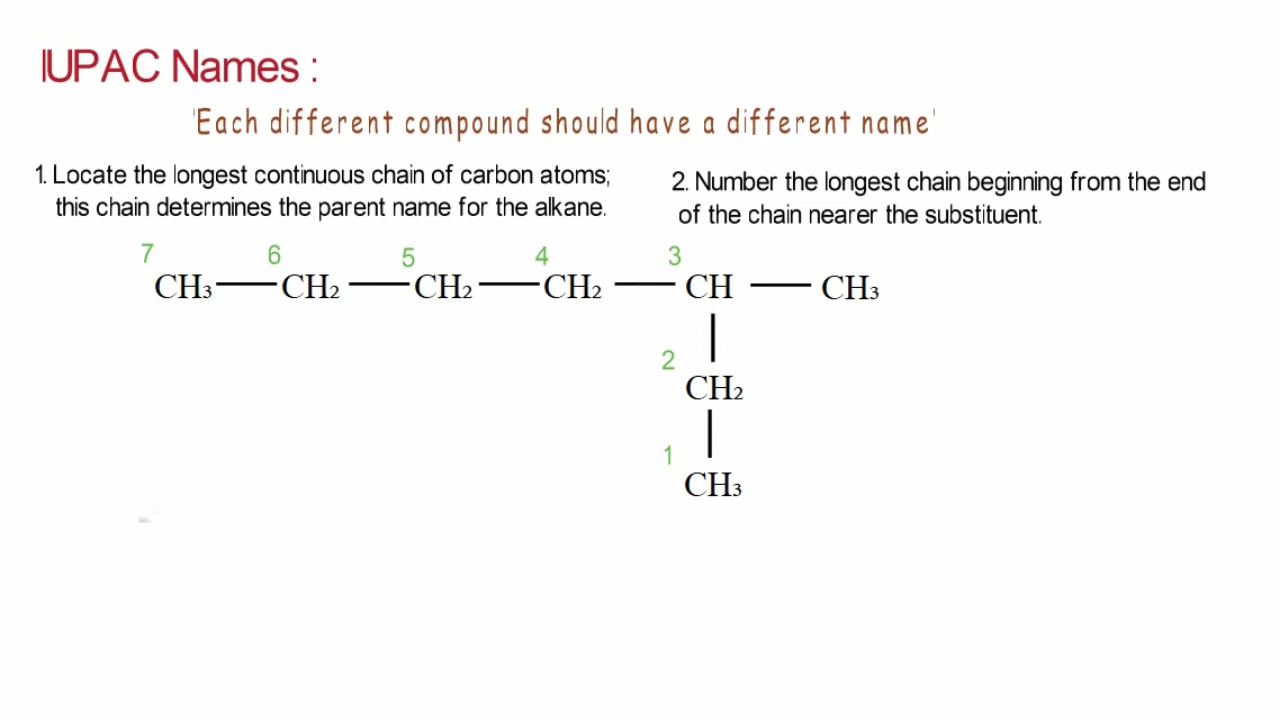 IUPAC Names :
'Each different compound should have a different name'
1. Locate the longest continuous chain of carbon atoms;
this chain determines the parent name for the alkane.
2. Number the longest chain beginning from the end
of the chain nearer the substituent.
7 6 5 4 3
CH₃ CH₂ CH₂ CH₂ CH CH₃
2
CH₂
1
CH₃